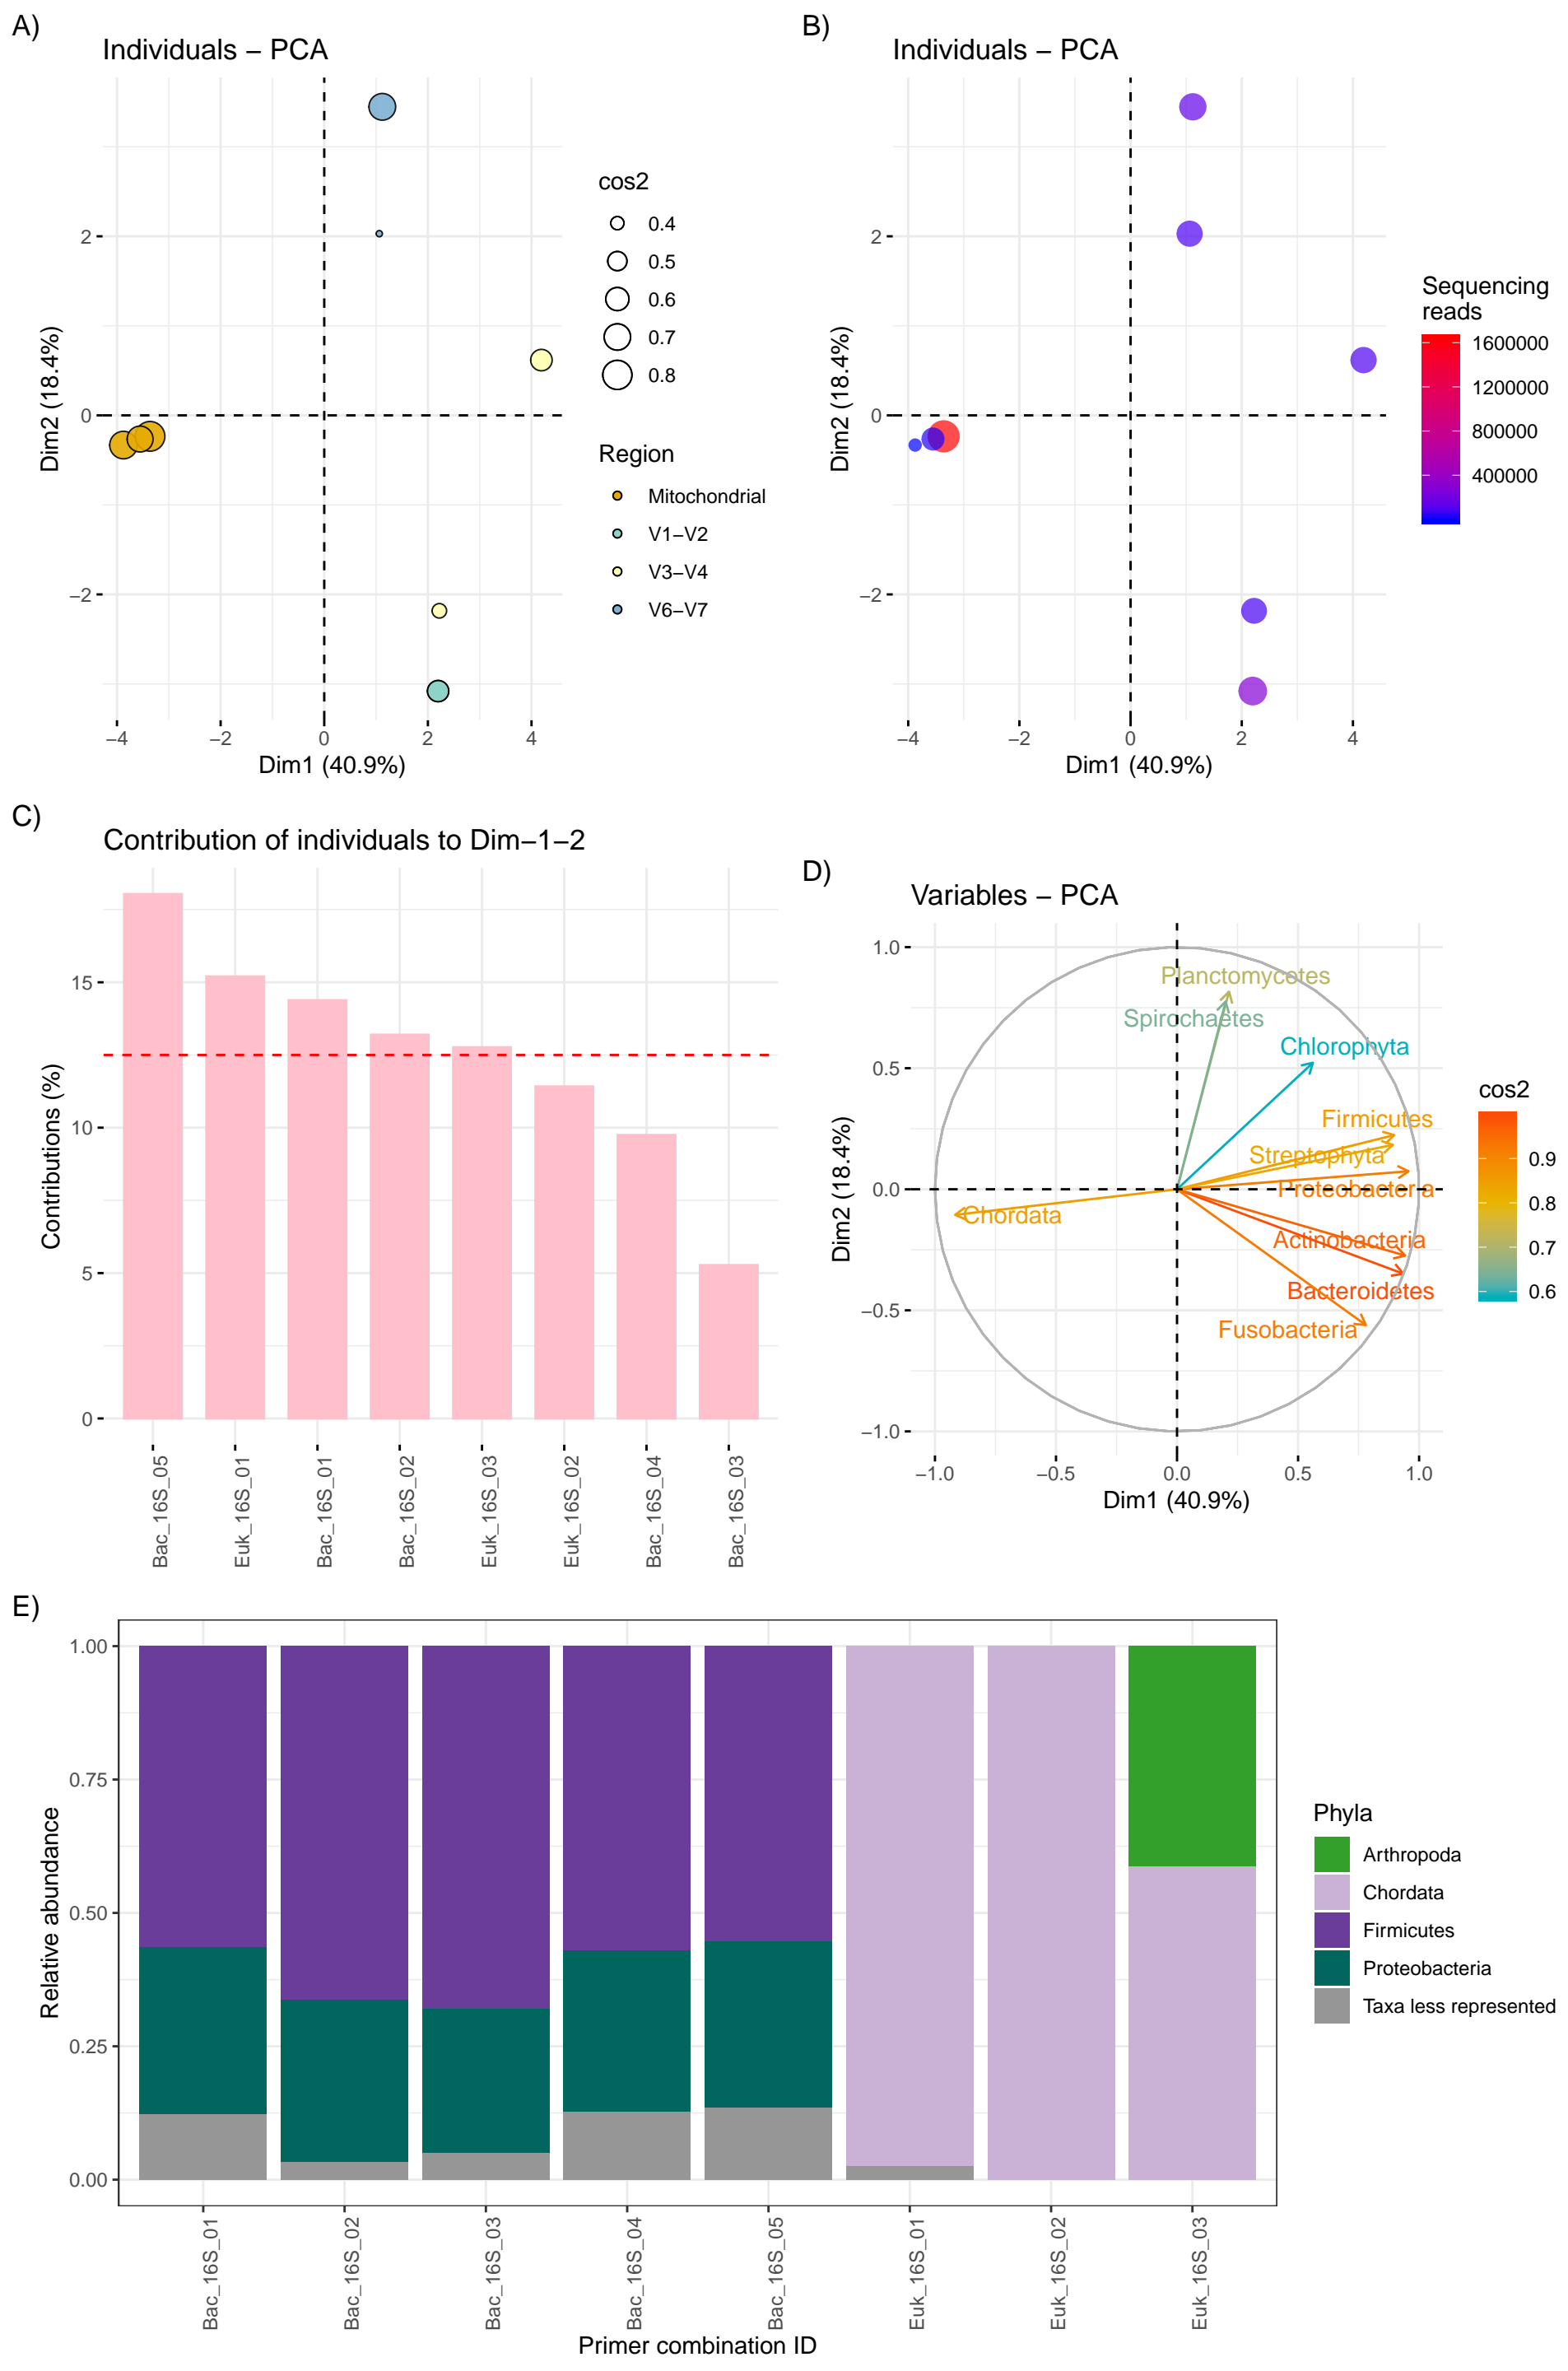 A)
Individuals – PCA
2
0
−2
−4
−2
0
2
4
Dim1 (40.9%)
Dim2 (18.4%)
cos2
0.4
0.5
0.6
0.7
0.8
Region
Mitochondrial
V1–V2
V3–V4
V6–V7
B)
Individuals – PCA
2
0
−2
−4
−2
0
2
4
Dim1 (40.9%)
Dim2 (18.4%)
Sequencing
reads
1600000
1200000
800000
400000
C)
Contribution of individuals to Dim−1−2
15
10
5
0
Contributions (%)
Bac_16S_05
Euk_16S_01
Bac_16S_01
Bac_16S_02
Euk_16S_03
Euk_16S_02
Bac_16S_04
Bac_16S_03
D)
Variables – PCA
1.0
0.5
0.0
−0.5
−1.0
Planctomycetes
Spirochaetes
Chlorophyta
Firmicutes
Streptophyta
Proteobacteria
Chordata
Actinobacteria
Bacteroidetes
Fusobacteria
−1.0
−0.5
0.0
0.5
1.0
Dim1 (40.9%)
Dim2 (18.4%)
cos2
0.9
0.8
0.7
0.6
E)
1.00
0.75
0.50
0.25
0.00
Relative abundance
Bac_16S_01
Bac_16S_02
Bac_16S_03
Bac_16S_04
Bac_16S_05
Euk_16S_01
Euk_16S_02
Euk_16S_03
Primer combination ID
Phyla
Arthropoda
Chordata
Firmicutes
Proteobacteria
Taxa less represented